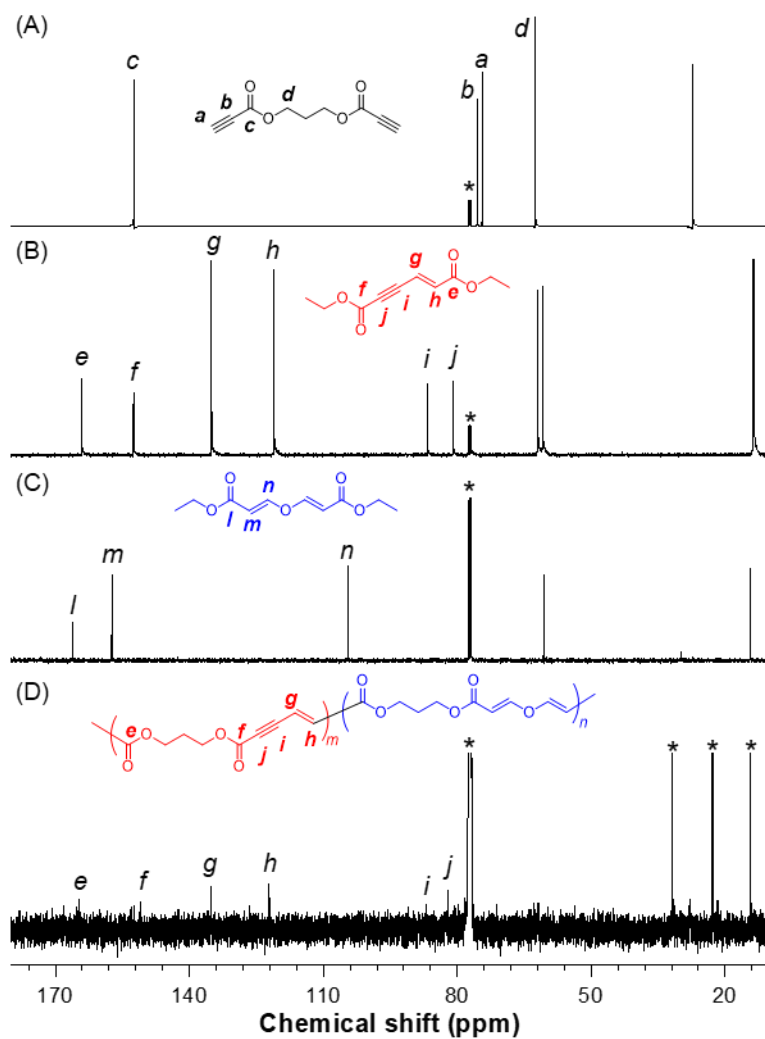 (A)
c
d
a
b
*
a b c O O d O O
(B)
g
h
e
f
i
j
*
O f O j i g h e O O
(C)
l
m
n
*
O O l m n O O O
(D)
e O O O f O j i g h m O O O O O n
e
f
g
h
i
j
*
*
*
*
170 140 110 80 50 20
Chemical shift (ppm)